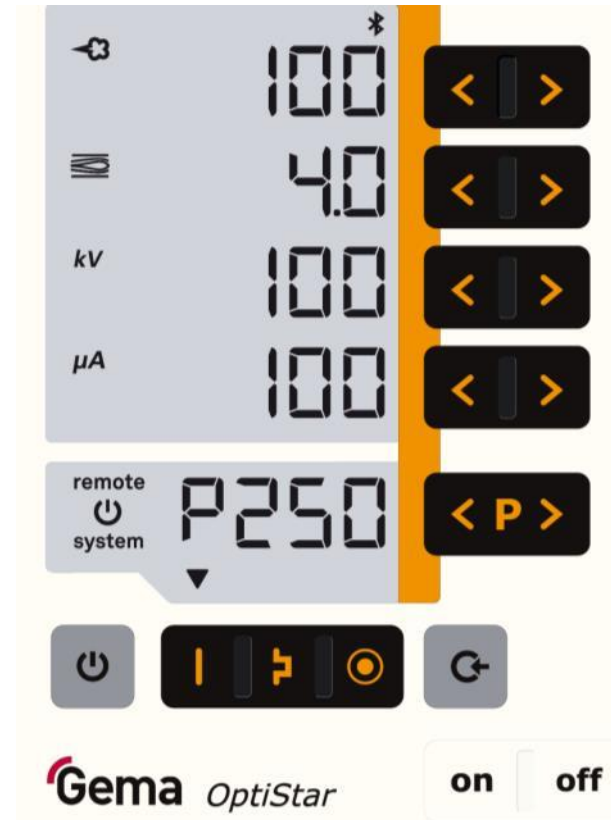 100
< >
4.0
< >
kV
100
< >
µA
100
< >
remote
system
P250
< P >
Gema OptiStar
on off